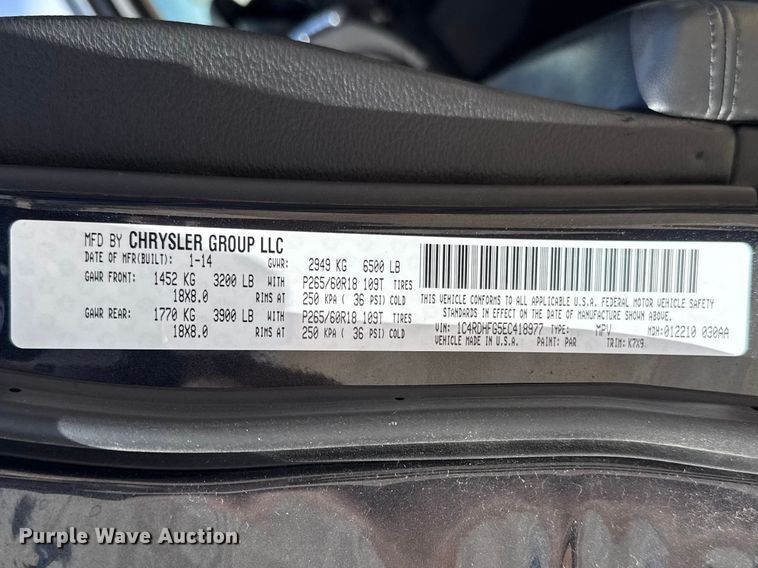 MFD BY CHRYSLER GROUP LLC
DATE OF MFR(BUILT): 1-14 GVWR: 2949 KG 6500 LB
GAWR FRONT: 1452 KG 3200 LB WITH P265/60R18 109T TIRES
18X8.0 RIMS AT 250 KPA ( 36 PSI) COLD
GAWR REAR: 1770 KG 3900 LB WITH P265/60R18 109T TIRES
18X8.0 RIMS AT 250 KPA ( 36 PSI) COLD
THIS VEHICLE CONFORMS TO ALL APPLICABLE U.S.A. FEDERAL MOTOR VEHICLE SAFETY
STANDARDS IN EFFECT ON THE DATE OF MANUFACTURE SHOWN ABOVE.
VIN: 1C4RDHFG5EC418977 TYPE: MPV MDH:012210 030AA
VEHICLE MADE IN U.S.A. PAINT: PAR TRIM: K7X9
Purple Wave Auction